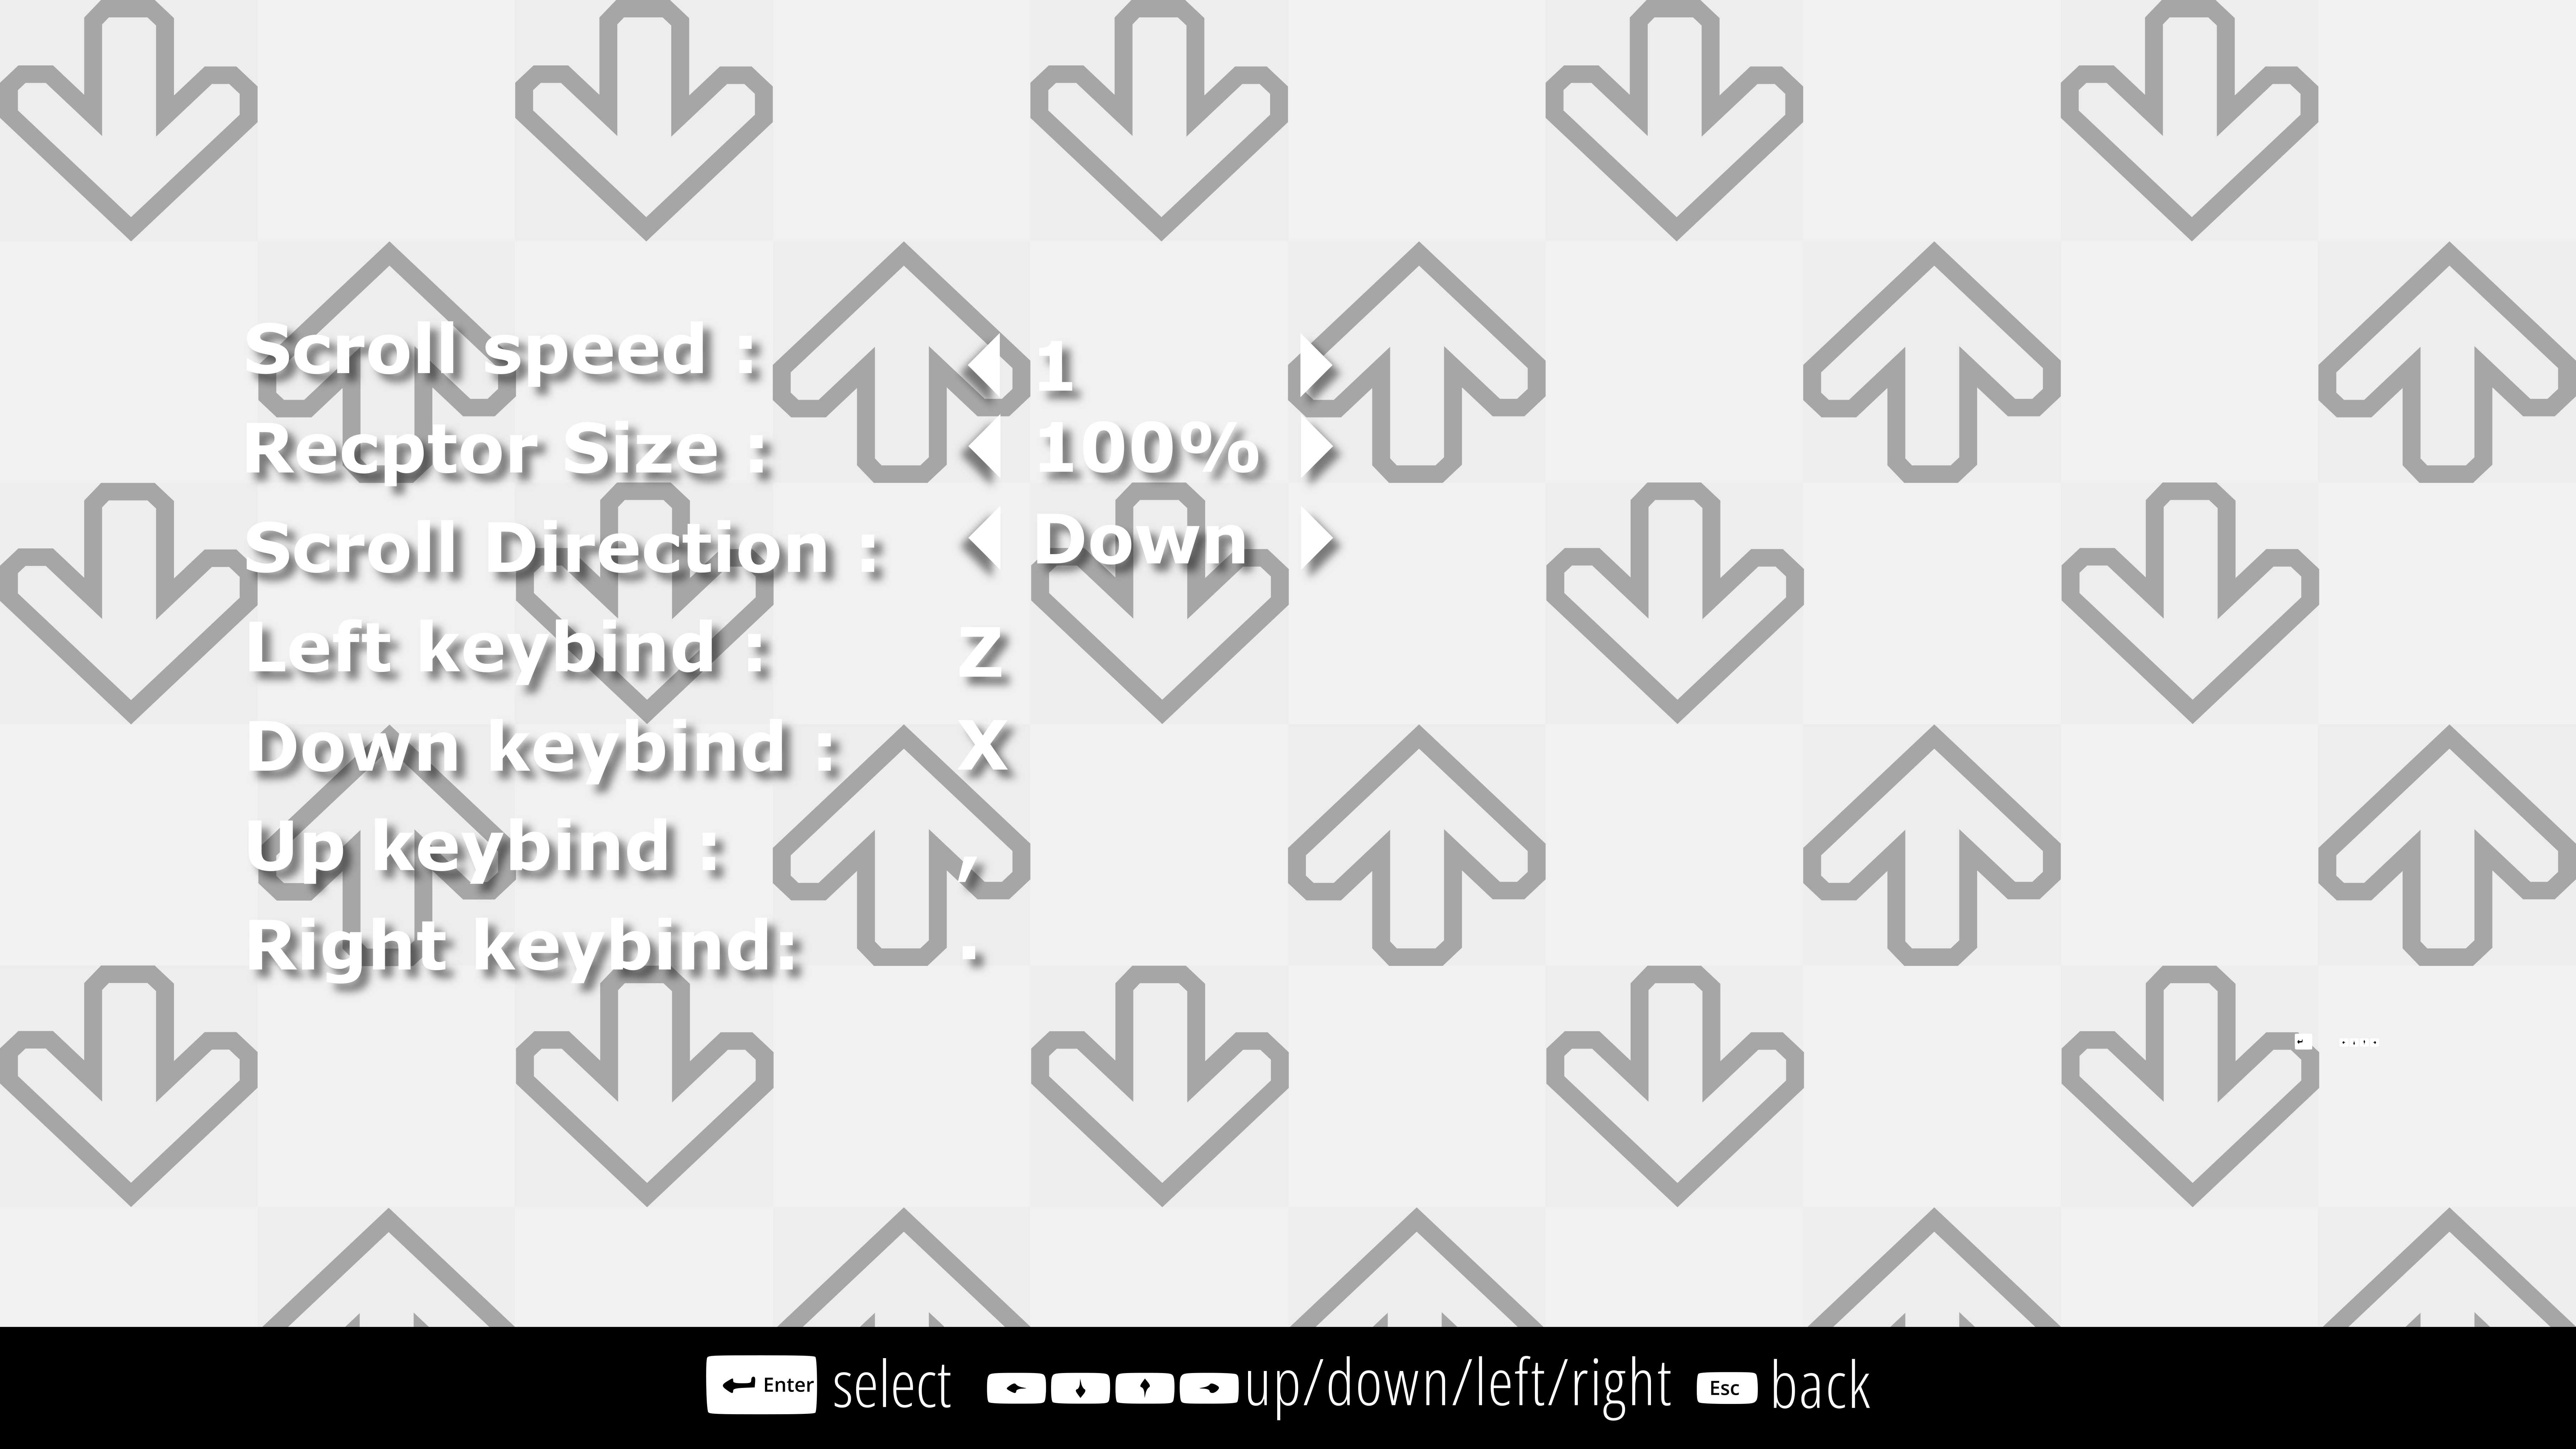 Scroll speed : 1
Recptor Size : 100%
Scroll Direction : Down
Left keybind : Z
Down keybind : X
Up keybind : ,
Right keybind: .
Enter select up/down/left/right Esc back